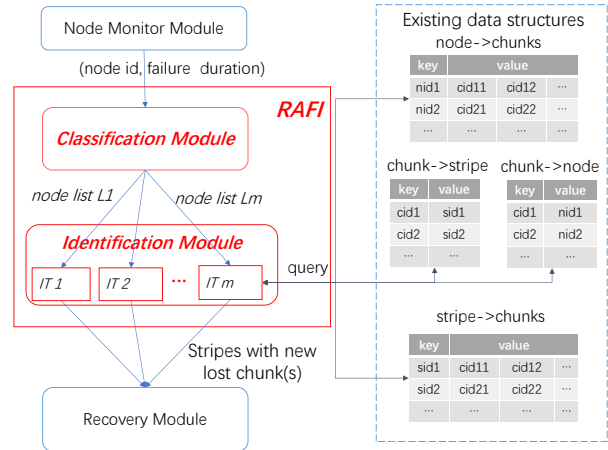 Node Monitor Module
(node id, failure duration)
RAFI
Classification Module
node list L1
node list Lm
Identification Module
IT 1
IT 2
···
IT m
query
Stripes with new
lost chunk(s)
Recovery Module
Existing data structures
node->chunks
key value
nid1 cid11 cid12 ···
nid2 cid21 cid22 ···
··· ··· ··· ···
chunk->stripe
key value
cid1 sid1
cid2 sid2
··· ···
chunk->node
key value
cid1 nid1
cid2 nid2
··· ···
stripe->chunks
key value
sid1 cid11 cid12 ···
sid2 cid21 cid22 ···
··· ··· ··· ···